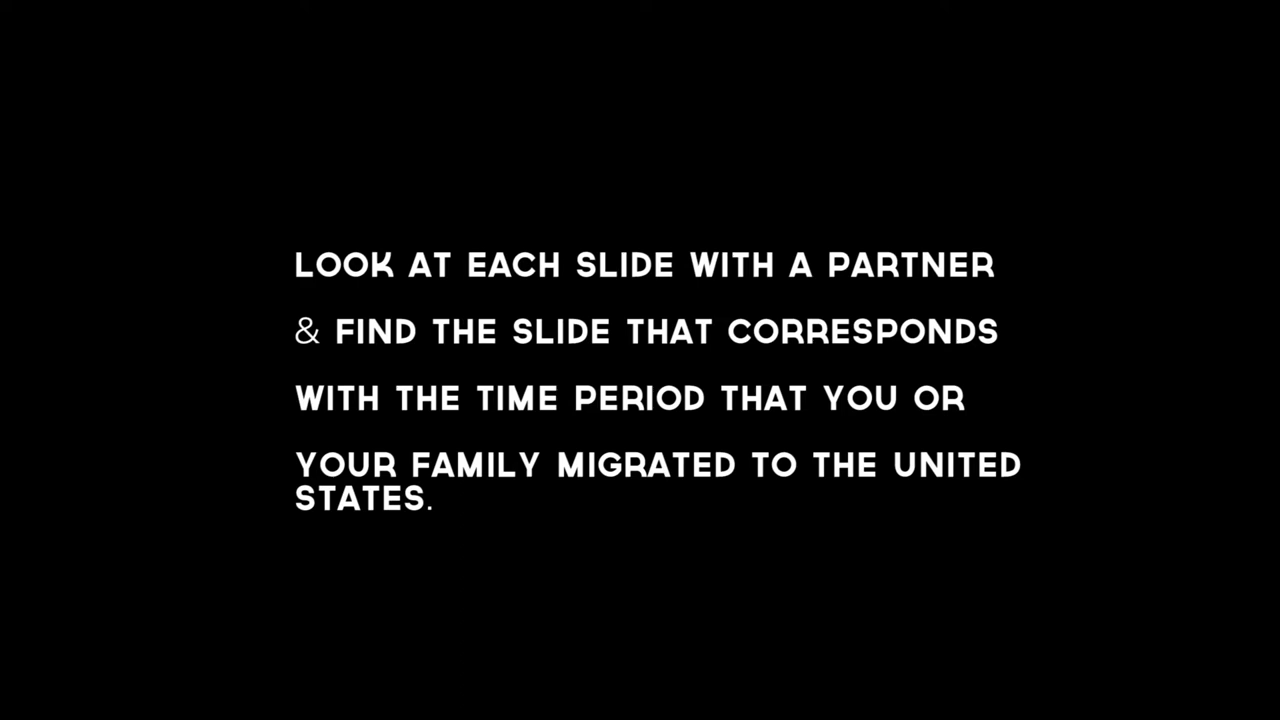 LOOK AT EACH SLIDE WITH A PARTNER
& FIND THE SLIDE THAT CORRESPONDS
WITH THE TIME PERIOD THAT YOU OR
YOUR FAMILY MIGRATED TO THE UNITED
STATES.